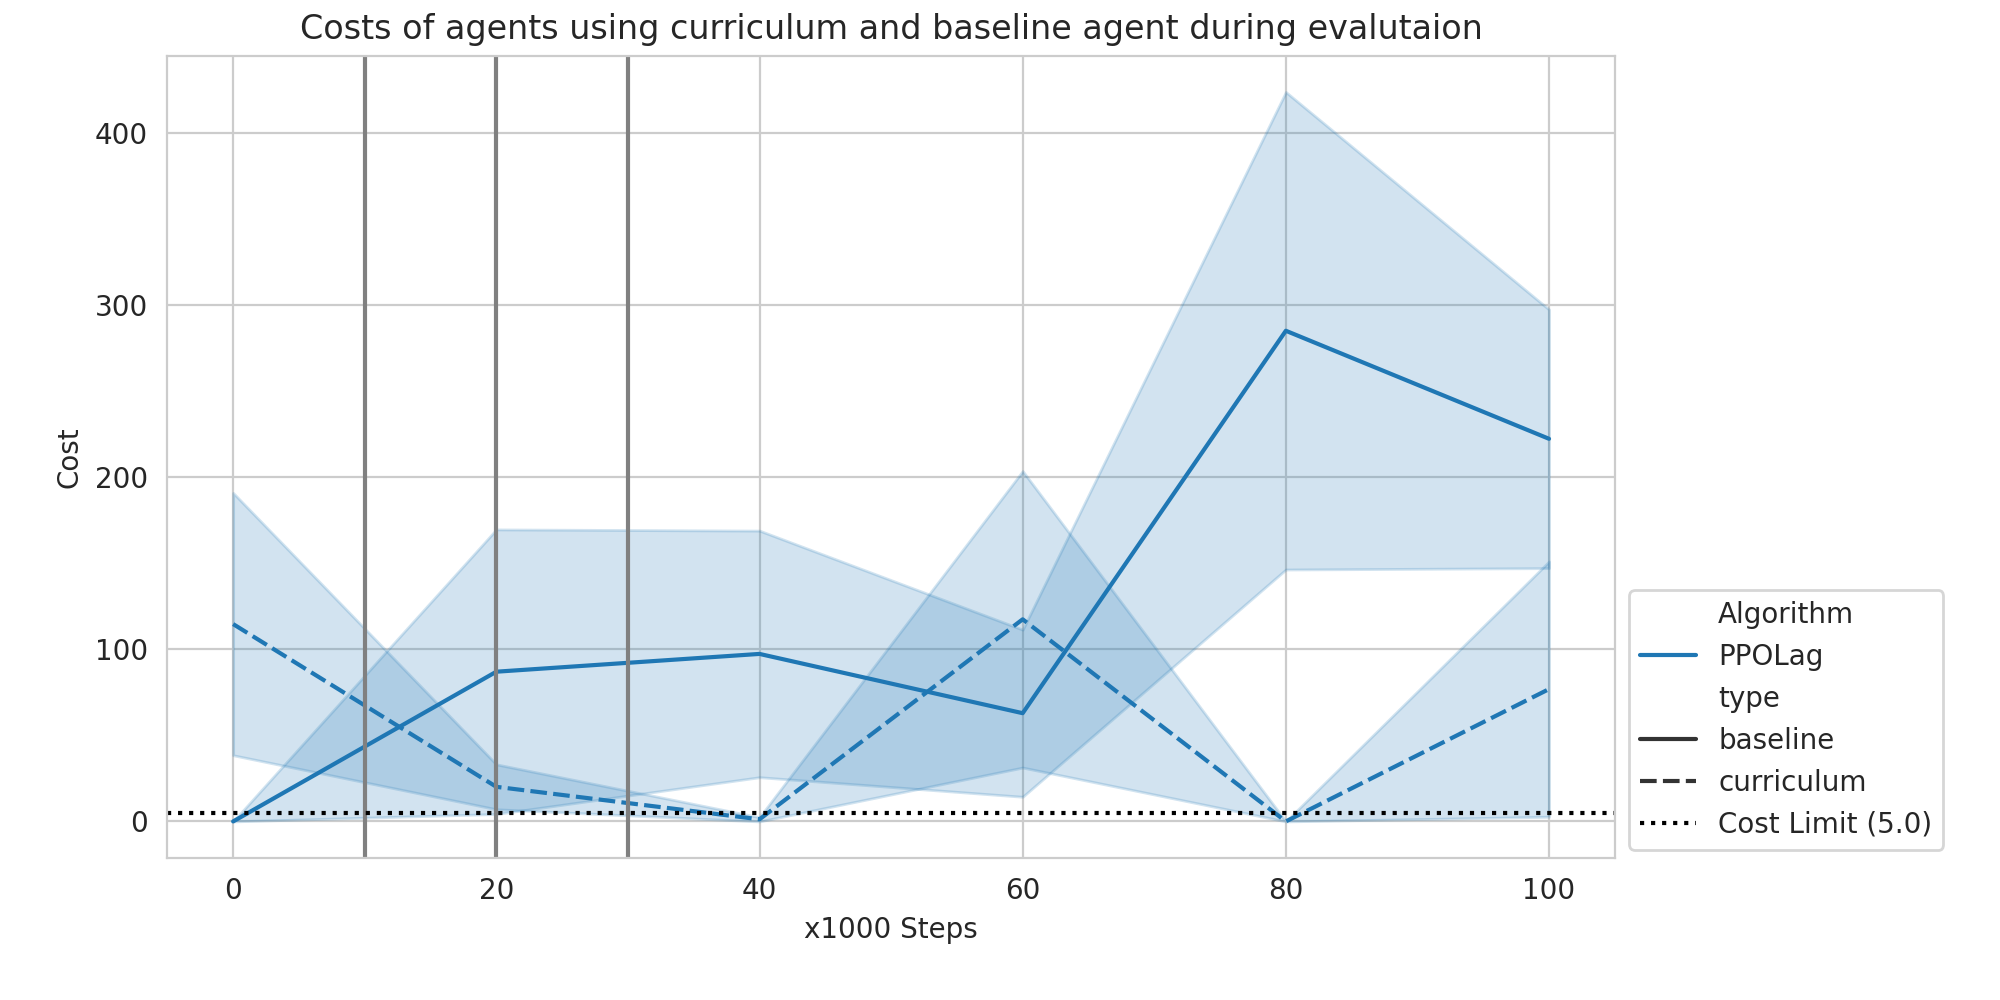 Costs of agents using curriculum and baseline agent during evalutaion
400
300
200
100
0
Cost
0 20 40 60 80 100
x1000 Steps
Algorithm
PPOLag
type
baseline
curriculum
Cost Limit (5.0)